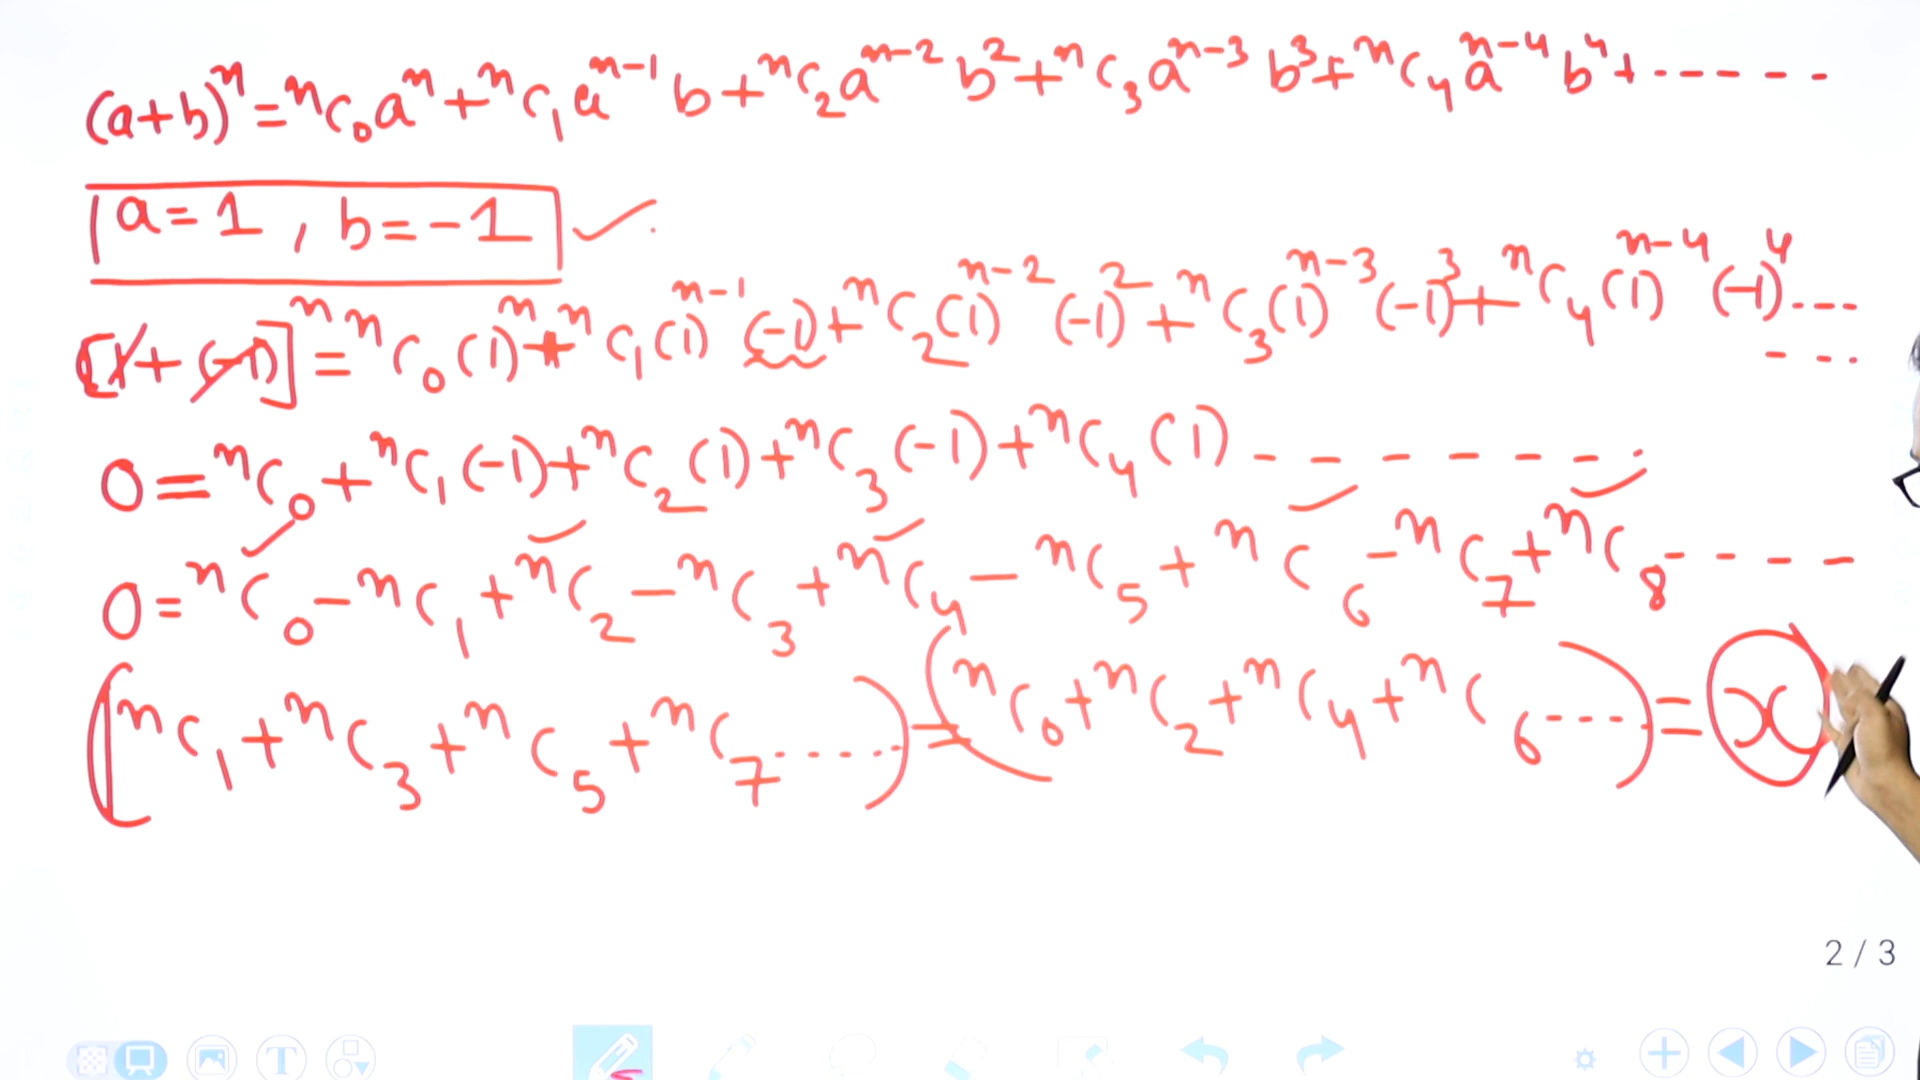 (a+b)ⁿ = ⁿC₀aⁿ + ⁿC₁aⁿ⁻¹b + ⁿC₂aⁿ⁻²b² + ⁿC₃aⁿ⁻³b³ + ⁿC₄aⁿ⁻⁴b⁴ + ------
a = 1 , b = -1
[1 + (-1)]ⁿ = ⁿC₀(1)ⁿ + ⁿC₁(1)ⁿ⁻¹(-1) + ⁿC₂(1)ⁿ⁻²(-1)² + ⁿC₃(1)ⁿ⁻³(-1)³ + ⁿC₄(1)ⁿ⁻⁴(-1)⁴ ---
---
0 = ⁿC₀ + ⁿC₁(-1) + ⁿC₂(1) + ⁿC₃(-1) + ⁿC₄(1) -------
0 = ⁿC₀ - ⁿC₁ + ⁿC₂ - ⁿC₃ + ⁿC₄ - ⁿC₅ + ⁿC₆ - ⁿC₇ + ⁿC₈ ----
(ⁿC₁ + ⁿC₃ + ⁿC₅ + ⁿC₇ .....) = (ⁿC₀ + ⁿC₂ + ⁿC₄ + ⁿC₆ ----) = x
2 / 3
T